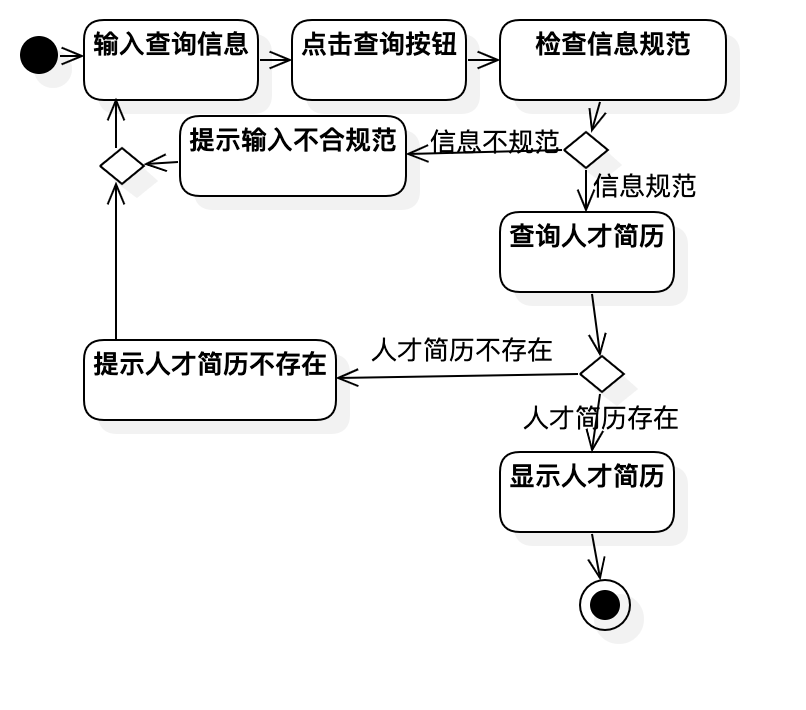 输入查询信息
点击查询按钮
检查信息规范
提示输入不合规范
信息不规范
信息规范
查询人才简历
人才简历不存在
提示人才简历不存在
人才简历存在
显示人才简历